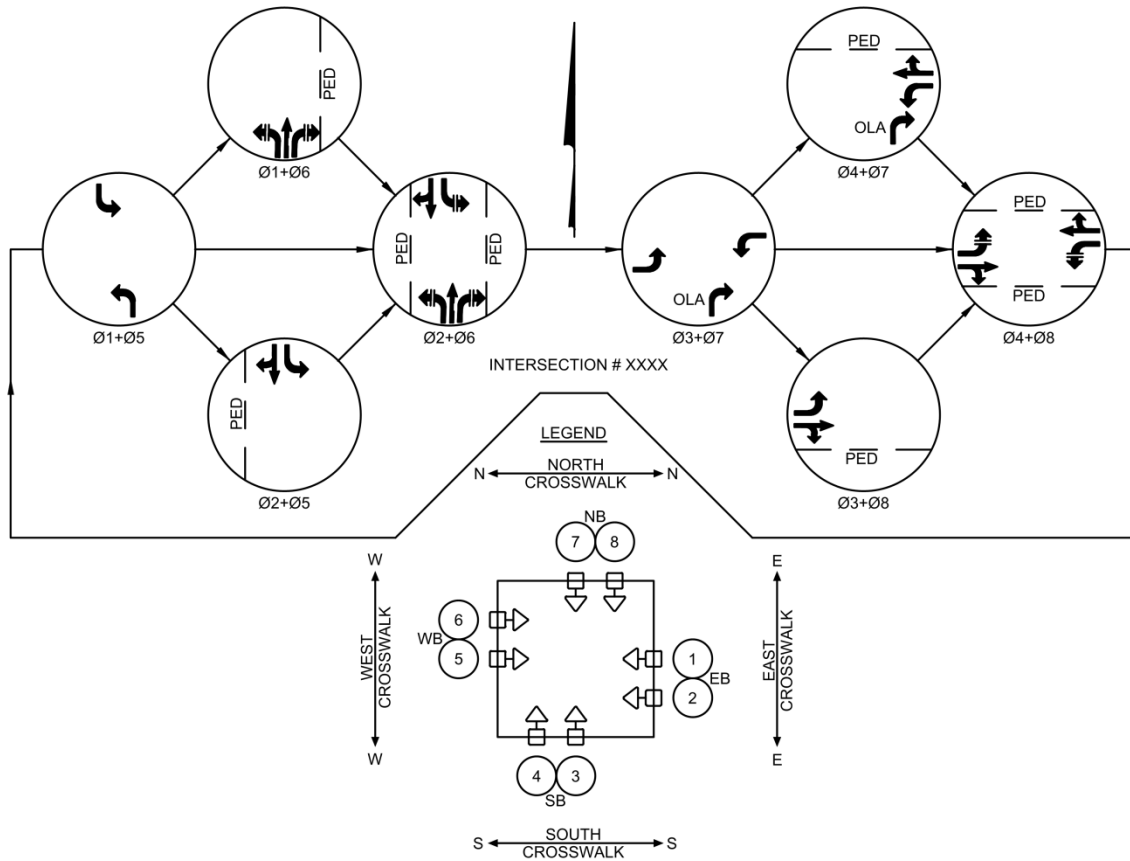 PED
Ø1+Ø6
PED
OLA
Ø4+Ø7
Ø1+Ø5
PED
PED
Ø2+Ø6
OLA
Ø3+Ø7
PED
PED
Ø4+Ø8
PED
Ø2+Ø5
INTERSECTION # XXXX
PED
Ø3+Ø8
LEGEND
N NORTH N
CROSSWALK
NB
7 8
W
WEST
CROSSWALK
W
6
WB
5
1
EB
2
E
EAST
CROSSWALK
E
4 3
SB
S SOUTH S
CROSSWALK